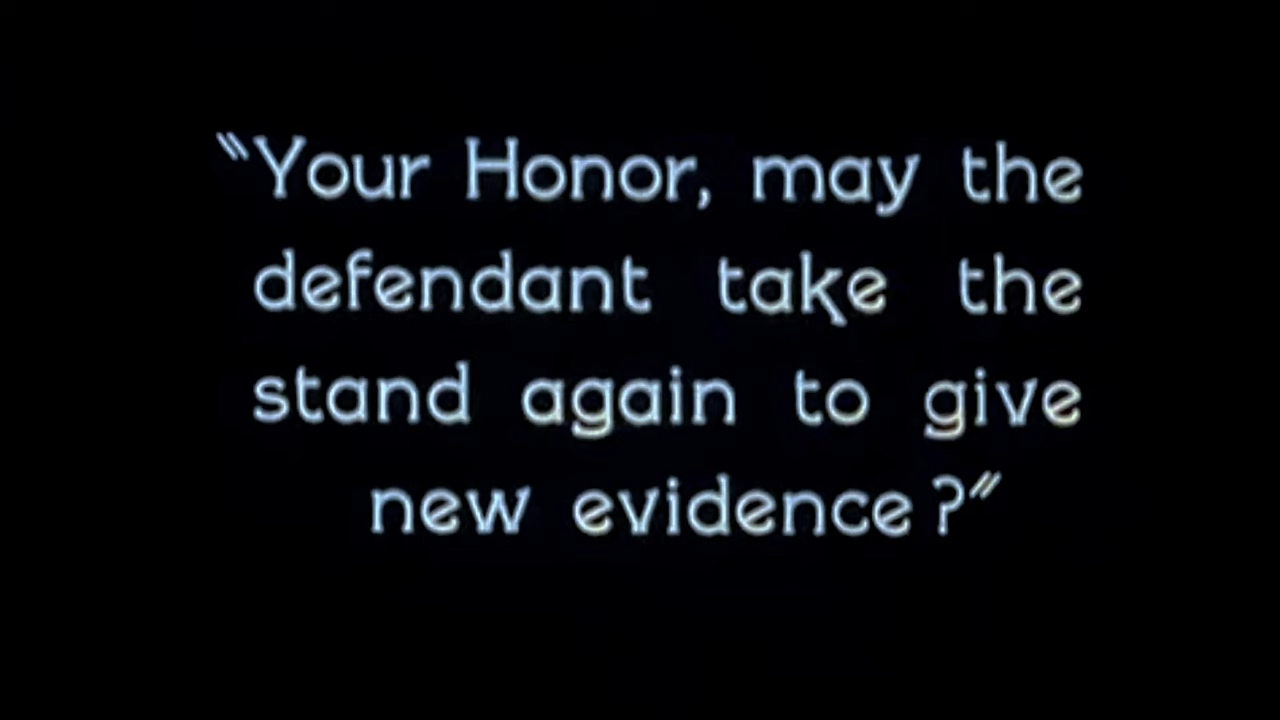 “Your Honor, may the
defendant take the
stand again to give
new evidence?”